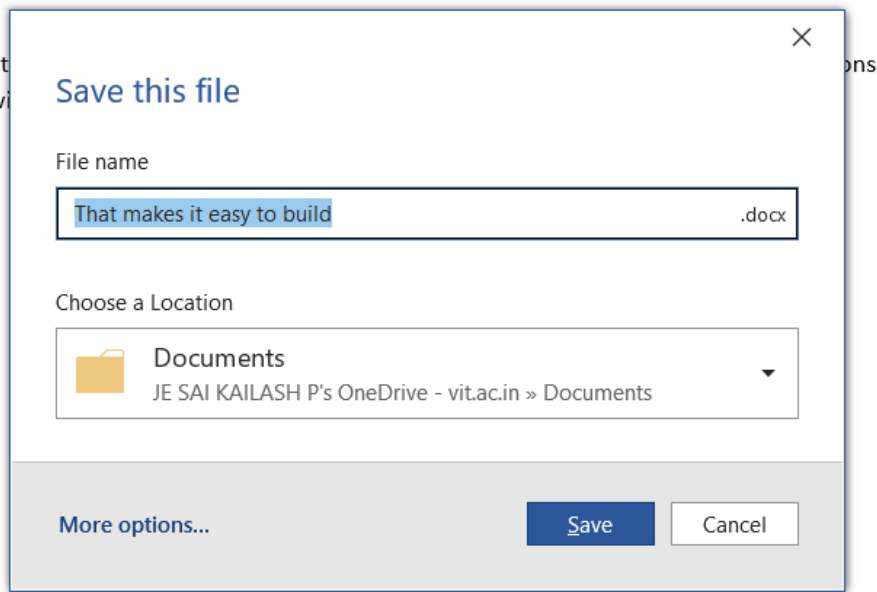 Save this file
File name
That makes it easy to build
.docx
Choose a Location
Documents
JE SAI KAILASH P's OneDrive - vit.ac.in » Documents
More options...
Save
Cancel